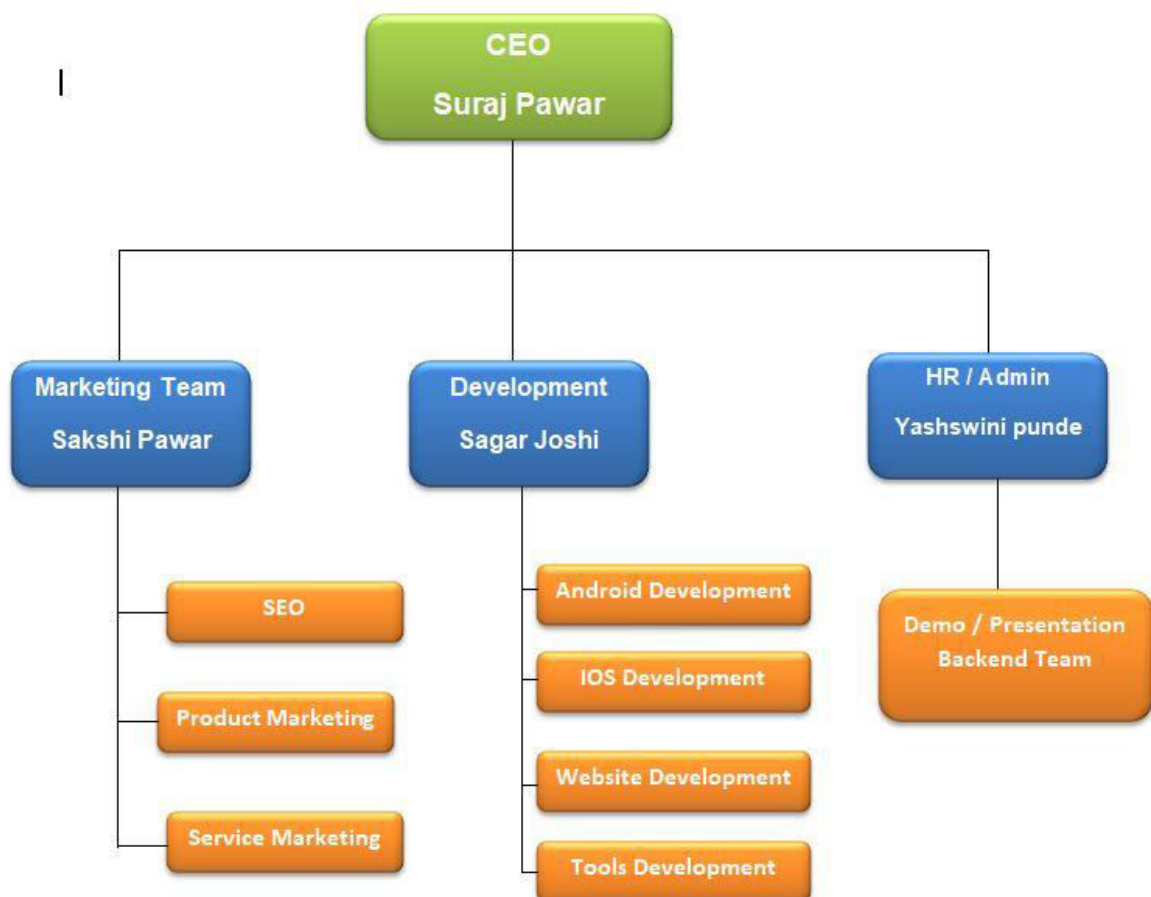 CEO
Suraj Pawar
Marketing Team
Sakshi Pawar
Development
Sagar Joshi
HR / Admin
Yashswini punde
SEO
Product Marketing
Service Marketing
Android Development
IOS Development
Website Development
Tools Development
Demo / Presentation
Backend Team